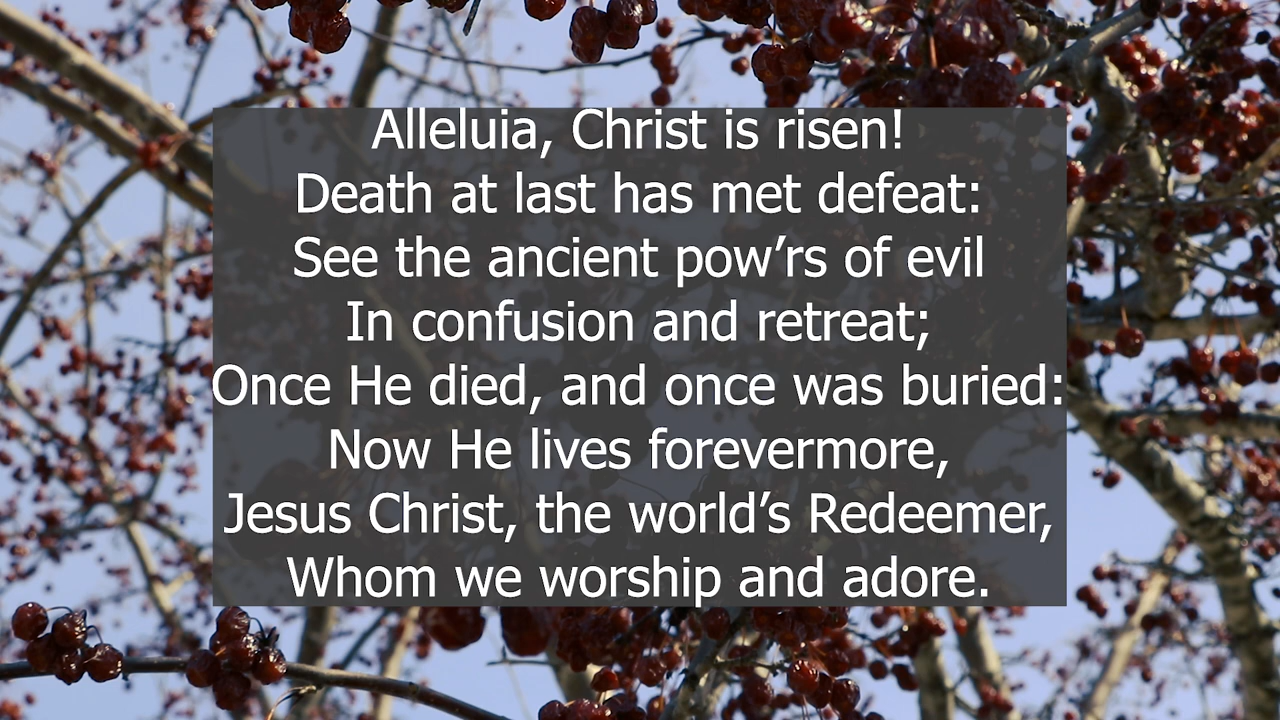 Alleluia, Christ is risen!
Death at last has met defeat:
See the ancient pow’rs of evil
In confusion and retreat;
Once He died, and once was buried:
Now He lives forevermore,
Jesus Christ, the world’s Redeemer,
Whom we worship and adore.